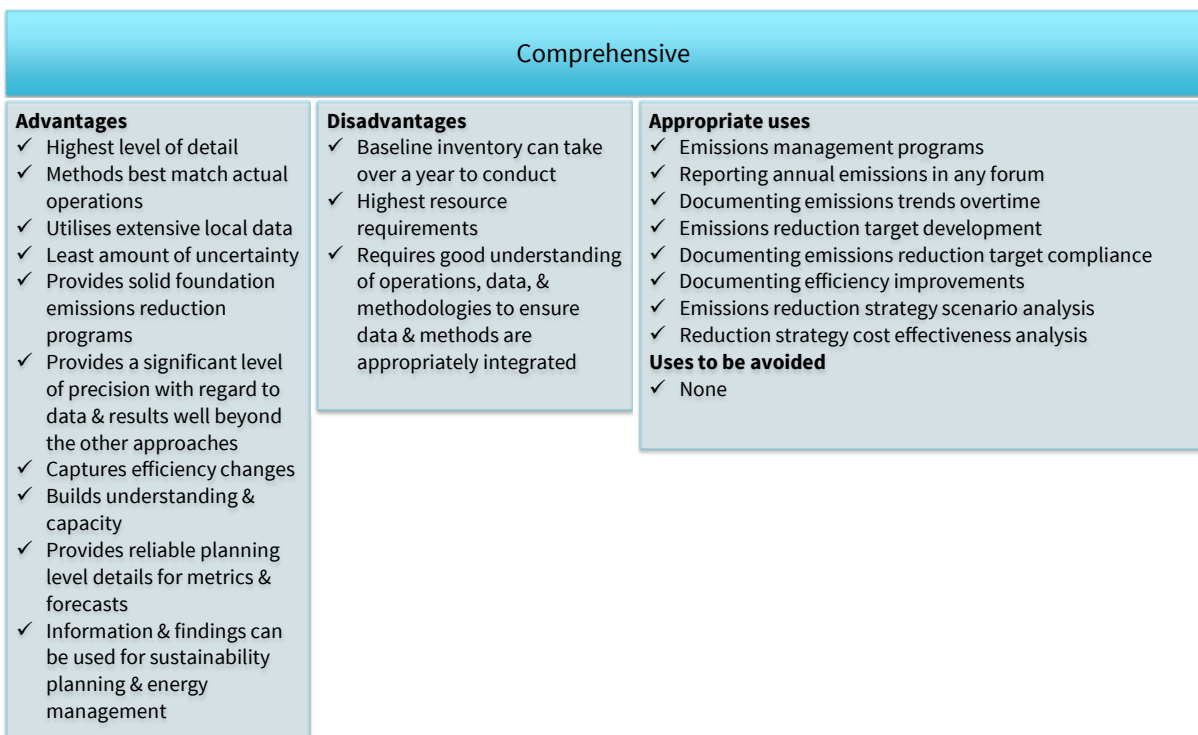 Comprehensive
Advantages
✓ Highest level of detail
✓ Methods best match actual
operations
✓ Utilises extensive local data
✓ Least amount of uncertainty
✓ Provides solid foundation
emissions reduction
programs
✓ Provides a significant level
of precision with regard to
data & results well beyond
the other approaches
✓ Captures efficiency changes
✓ Builds understanding &
capacity
✓ Provides reliable planning
level details for metrics &
forecasts
✓ Information & findings can
be used for sustainability
planning & energy
management
Disadvantages
✓ Baseline inventory can take
over a year to conduct
✓ Highest resource
requirements
✓ Requires good understanding
of operations, data, &
methodologies to ensure
data & methods are
appropriately integrated
Appropriate uses
✓ Emissions management programs
✓ Reporting annual emissions in any forum
✓ Documenting emissions trends overtime
✓ Emissions reduction target development
✓ Documenting emissions reduction target compliance
✓ Documenting efficiency improvements
✓ Emissions reduction strategy scenario analysis
✓ Reduction strategy cost effectiveness analysis
Uses to be avoided
✓ None